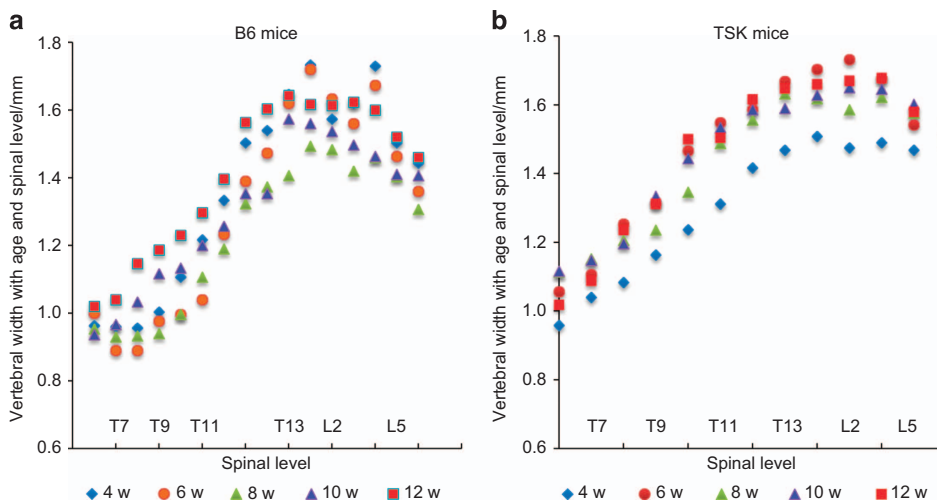 a
B6 mice
Vertebral width with age and spinal level/mm
1.8
1.6
1.4
1.2
1.0
0.8
0.6
T7 T9 T11 T13 L2 L5
Spinal level
4 w 6 w 8 w 10 w 12 w
b
TSK mice
Vertebral width with age and spinal level/mm
1.8
1.6
1.4
1.2
1.0
0.8
0.6
T7 T9 T11 T13 L2 L5
Spinal level
4 w 6 w 8 w 10 w 12 w